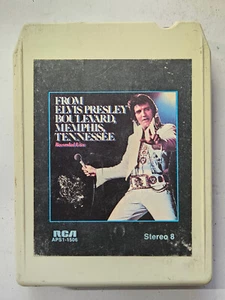 FROM
ELVIS PRESLEY
BOULEVARD,
MEMPHIS,
TENNESSEE
Recorded Live
RCA
APS1-1506
Stereo 8